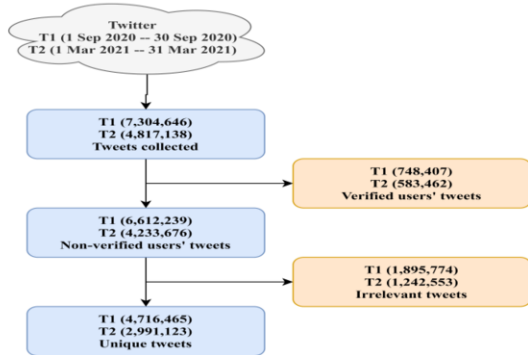 Twitter
T1 (1 Sep 2020 -- 30 Sep 2020)
T2 (1 Mar 2021 -- 31 Mar 2021)
T1 (7,304,646)
T2 (4,817,138)
Tweets collected
T1 (748,407)
T2 (583,462)
Verified users' tweets
T1 (6,612,239)
T2 (4,233,676)
Non-verified users' tweets
T1 (1,895,774)
T2 (1,242,553)
Irrelevant tweets
T1 (4,716,465)
T2 (2,991,123)
Unique tweets